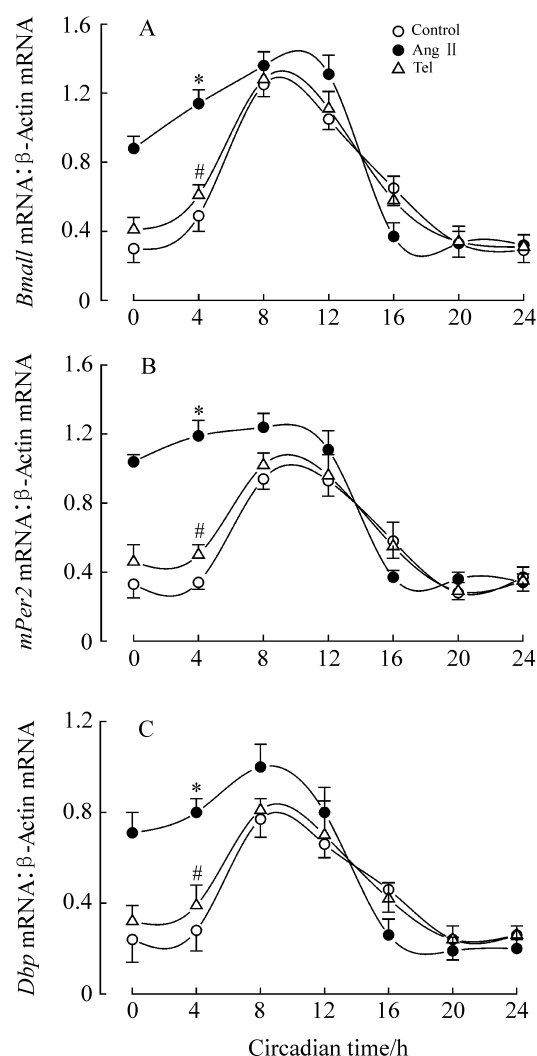 A
Control
Ang II
Tel
Bmall mRNA:β-Actin mRNA
1.6
1.2
0.8
0.4
0
*
#
0 4 8 12 16 20 24
B
mPer2 mRNA:β-Actin mRNA
1.6
1.2
0.8
0.4
0
*
#
0 4 8 12 16 20 24
C
Dbp mRNA:β-Actin mRNA
1.2
0.8
0.4
0
*
#
0 4 8 12 16 20 24
Circadian time/h